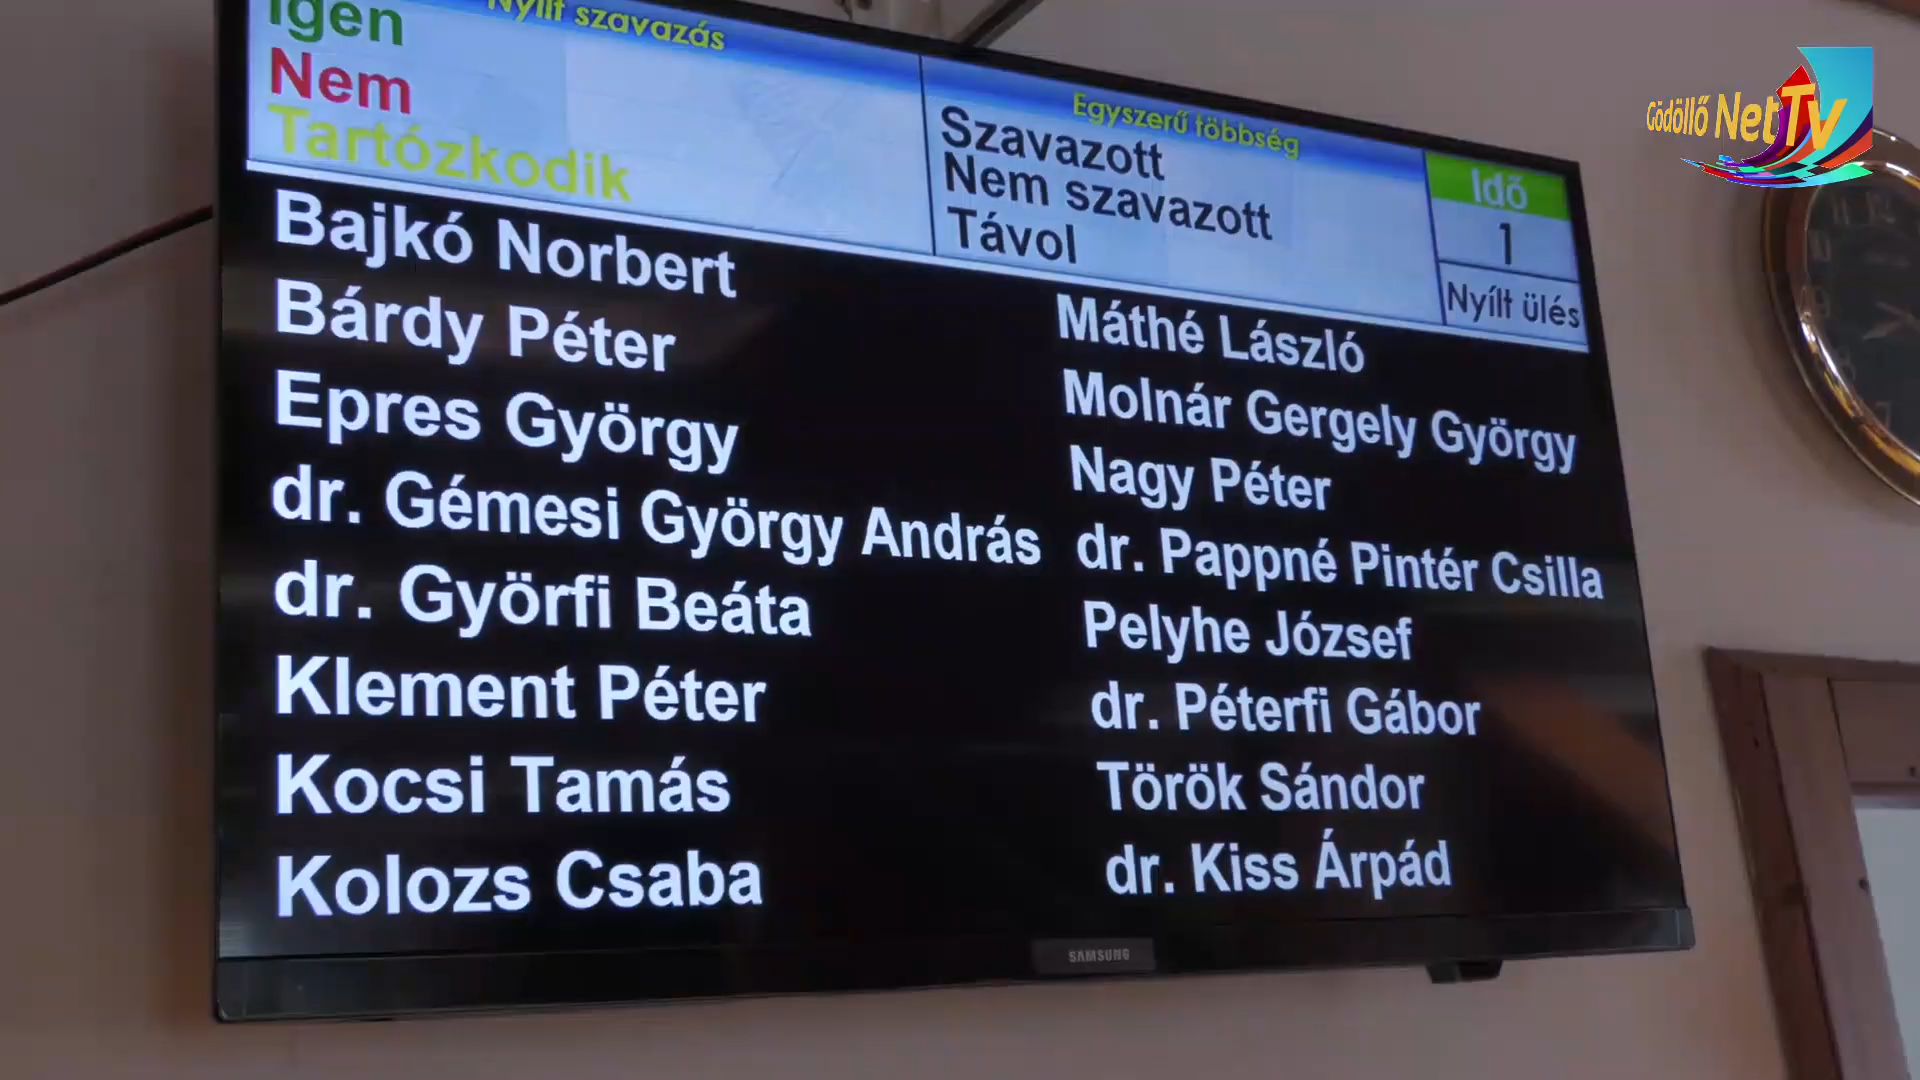 Nyílt szavazás
Igen
Nem
Tartózkodik
Egyszerű többség
Szavazott
Nem szavazott
Távol
Idő
1
Nyílt ülés
Bajkó Norbert
Bárdy Péter
Epres György
dr. Gémesi György András
dr. Györfi Beáta
Klement Péter
Kocsi Tamás
Kolozs Csaba
Máthé László
Molnár Gergely György
Nagy Péter
dr. Pappné Pintér Csilla
Pelyhe József
dr. Péterfi Gábor
Török Sándor
dr. Kiss Árpád
SAMSUNG
Gödöllő NetTv